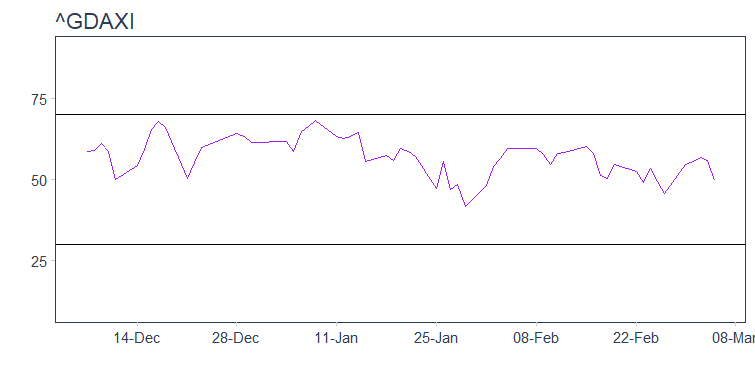 ^GDAXI
75
50
25
14-Dec
28-Dec
11-Jan
25-Jan
08-Feb
22-Feb
08-Mar